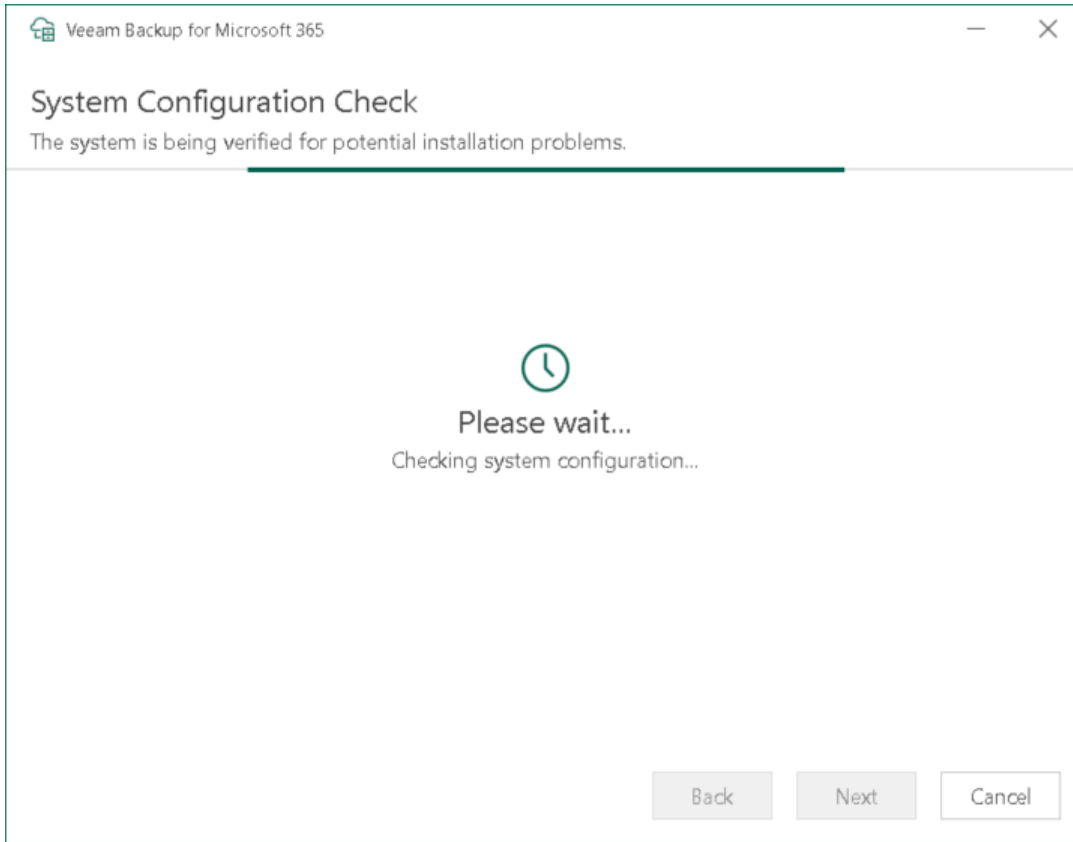 Veeam Backup for Microsoft 365
System Configuration Check
The system is being verified for potential installation problems.
Please wait...
Checking system configuration...
Back Next Cancel